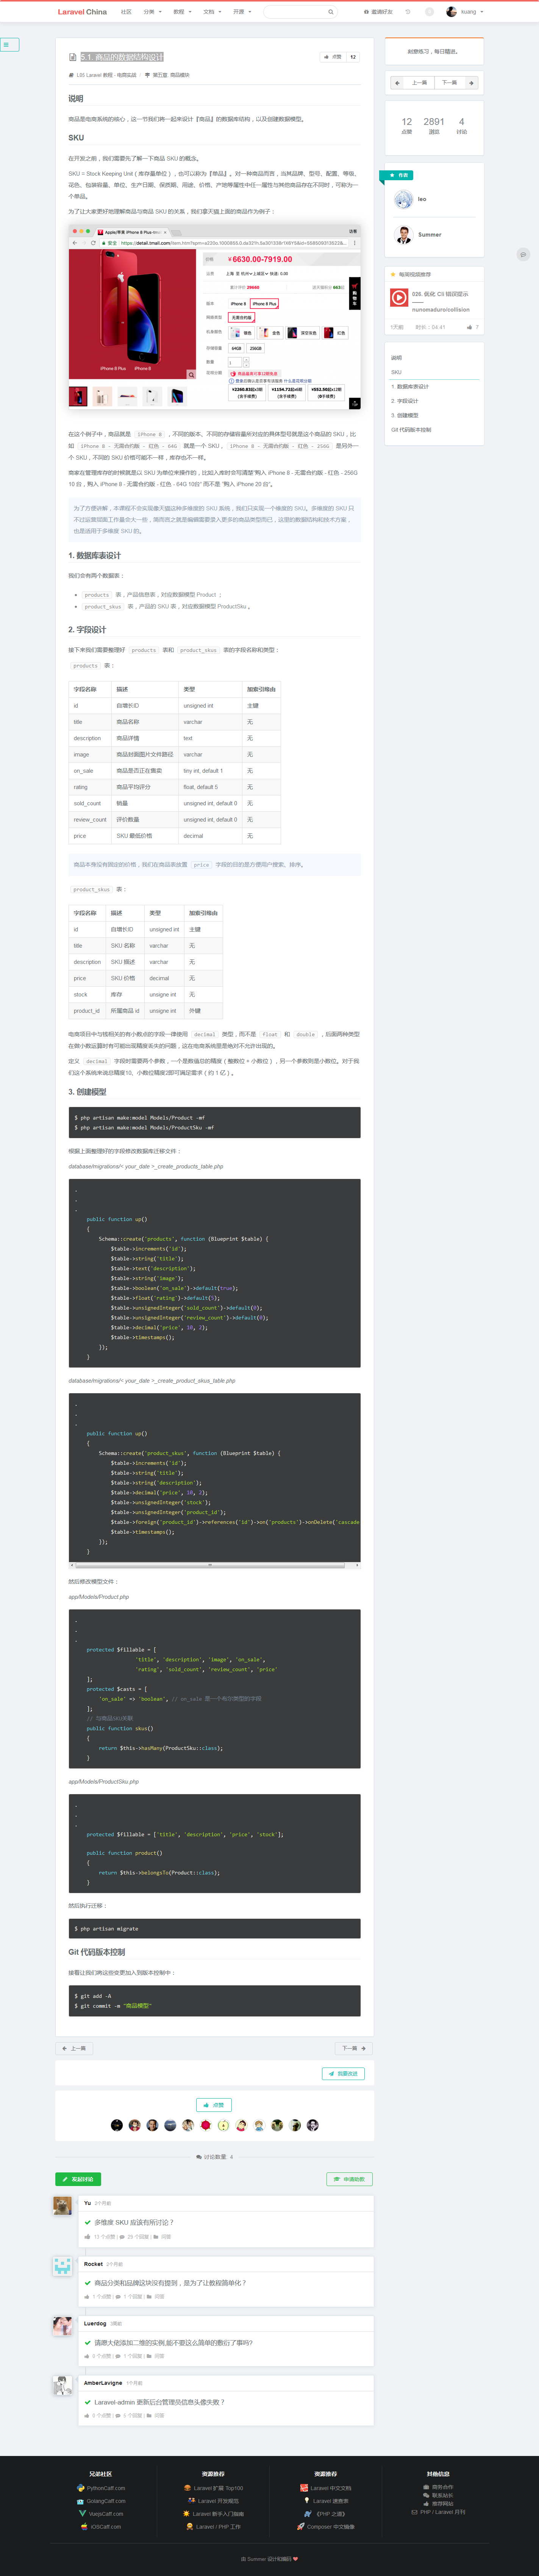 Laravel China 社区 分类 教程 文档 开源 邀请好友 kuang
5.1. 商品的数据结构设计
点赞 12
L05 Laravel 教程 - 电商实战 / 第五章. 商品模块
说明
商品是电商系统的核心，这一节我们将一起来设计『商品』的数据库结构，以及创建数据模型。
SKU
在开发之前，我们需要先了解一下商品 SKU 的概念。
SKU = Stock Keeping Unit（库存量单位），也可以称为『单品』。对一种商品而言，当其品牌、型号、配置、等级、
花色、包装容量、单位、生产日期、保质期、用途、价格、产地等属性中任一属性与其他商品存在不同时，可称为一
个单品。
为了让大家更好地理解商品与商品 SKU 的关系，我们拿天猫上面的商品作为例子：
¥6630.00-7919.00
iPhone 8 iPhone 8 Plus
64GB 256GB
iPhone 8 Plus iPhone 8
在这个例子中，商品就是 iPhone 8 ，不同的版本、不同的存储容量所对应的具体型号就是这个商品的 SKU，比
如 iPhone 8 - 无需合约版 - 红色 - 64G 就是一个 SKU， iPhone 8 - 无需合约版 - 红色 - 256G 是另外一
个 SKU，不同的 SKU 价格可能不一样，库存也不一样。
商家在管理库存的时候就是以 SKU 为单位来操作的，比如入库时会写清楚"购入 iPhone 8 - 无需合约版 - 红色 - 256G
10 台，购入 iPhone 8 - 无需合约版 - 红色 - 64G 10台" 而不是 "购入 iPhone 20 台"。
为了方便讲解，本课程不会实现像天猫这种多维度的 SKU 系统，我们只实现一个维度的 SKU。多维度的 SKU 只
不过运营层面工作量会大一些，简而言之就是编辑需要录入更多的商品类型而已，这里的数据结构和技术方案，
也是适用于多维度 SKU 的。
1. 数据库表设计
我们会有两个数据表：
products 表，产品信息表，对应数据模型 Product ；
product_skus 表，产品的 SKU 表，对应数据模型 ProductSku 。
2. 字段设计
接下来我们需要整理好 products 表和 product_skus 表的字段名称和类型：
products 表：
字段名称 描述 类型 加索引缘由
id 自增长ID unsigned int 主键
title 商品名称 varchar 无
description 商品详情 text 无
image 商品封面图片文件路径 varchar 无
on_sale 商品是否正在售卖 tiny int, default 1 无
rating 商品平均评分 float, default 5 无
sold_count 销量 unsigned int, default 0 无
review_count 评价数量 unsigned int, default 0 无
price SKU 最低价格 decimal 无
商品本身没有固定的价格，我们在商品表放置 price 字段的目的是方便用户搜索、排序。
product_skus 表：
字段名称 描述 类型 加索引缘由
id 自增长ID unsigned int 主键
title SKU 名称 varchar 无
description SKU 描述 varchar 无
price SKU 价格 decimal 无
stock 库存 unsigne int 无
product_id 所属商品 id unsigne int 外键
电商项目中与钱相关的有小数点的字段一律使用 decimal 类型，而不是 float 和 double ，后面两种类型
在做小数运算时有可能出现精度丢失的问题，这在电商系统里是绝对不允许出现的。
定义 decimal 字段时需要两个参数，一个是数值总的精度（整数位 + 小数位），另一个参数则是小数位。对于我
们这个系统来说总精度10、小数位精度2即可满足需求（约 1 亿）。
3. 创建模型
$ php artisan make:model Models/Product -mf
$ php artisan make:model Models/ProductSku -mf
根据上面整理好的字段修改数据库迁移文件：
database/migrations/< your_date >_create_products_table.php
.
.
.
public function up()
{
Schema::create('products', function (Blueprint $table) {
$table->increments('id');
$table->string('title');
$table->text('description');
$table->string('image');
$table->boolean('on_sale')->default(true);
$table->float('rating')->default(5);
$table->unsignedInteger('sold_count')->default(0);
$table->unsignedInteger('review_count')->default(0);
$table->decimal('price', 10, 2);
$table->timestamps();
});
}
database/migrations/< your_date >_create_product_skus_table.php
.
.
.
public function up()
{
Schema::create('product_skus', function (Blueprint $table) {
$table->increments('id');
$table->string('title');
$table->string('description');
$table->decimal('price', 10, 2);
$table->unsignedInteger('stock');
$table->unsignedInteger('product_id');
$table->foreign('product_id')->references('id')->on('products')->onDelete('cascade
$table->timestamps();
});
}
然后修改模型文件：
app/Models/Product.php
.
.
.
protected $fillable = [
'title', 'description', 'image', 'on_sale',
'rating', 'sold_count', 'review_count', 'price'
];
protected $casts = [
'on_sale' => 'boolean', // on_sale 是一个布尔类型的字段
];
// 与商品SKU关联
public function skus()
{
return $this->hasMany(ProductSku::class);
}
app/Models/ProductSku.php
.
.
.
protected $fillable = ['title', 'description', 'price', 'stock'];
public function product()
{
return $this->belongsTo(Product::class);
}
然后执行迁移：
$ php artisan migrate
Git 代码版本控制
接着让我们将这些变更加入到版本控制中：
$ git add -A
$ git commit -m "商品模型"
上一篇 下一篇
我要改进
点赞
讨论数量: 4
发起讨论 申请助教
Yu 2个月前
多维度 SKU 应该有所讨论？
Rocket 2个月前
商品分类和品牌这块没有提到，是为了让教程简单化？
1 个点赞 | 1 个回复 | 问答
Luerdog
请愿大佬添加二维的实例,能不要这么简单的敷衍了事吗?
0 个点赞 | 1 个回复 | 问答
AmberLavigne 1个月前
Laravel-admin 更新后台管理员信息头像失败？
刻意练习，每日精进。
上一篇 下一篇
12 2891 4
点赞 浏览 讨论
作者
leo
Summer
每周视频推荐
026. 优化 Cli 错误提示
——
nunomaduro/collision
1天前 时长：04:41 7
说明
SKU
1. 数据库表设计
2. 字段设计
3. 创建模型
Git 代码版本控制
兄弟社区 资源推荐 资源推荐 其他信息
PythonCaff.com Laravel 扩展 Top100 Laravel 中文文档 商务合作
GolangCaff.com Laravel 开发规范 Laravel 速查表 联系站长
VuejsCaff.com Laravel 新手入门指南 《PHP 之道》 推荐网站
iOSCaff.com Laravel / PHP 工作 Composer 中文镜像 PHP / Laravel 月刊
由 Summer 设计和编码